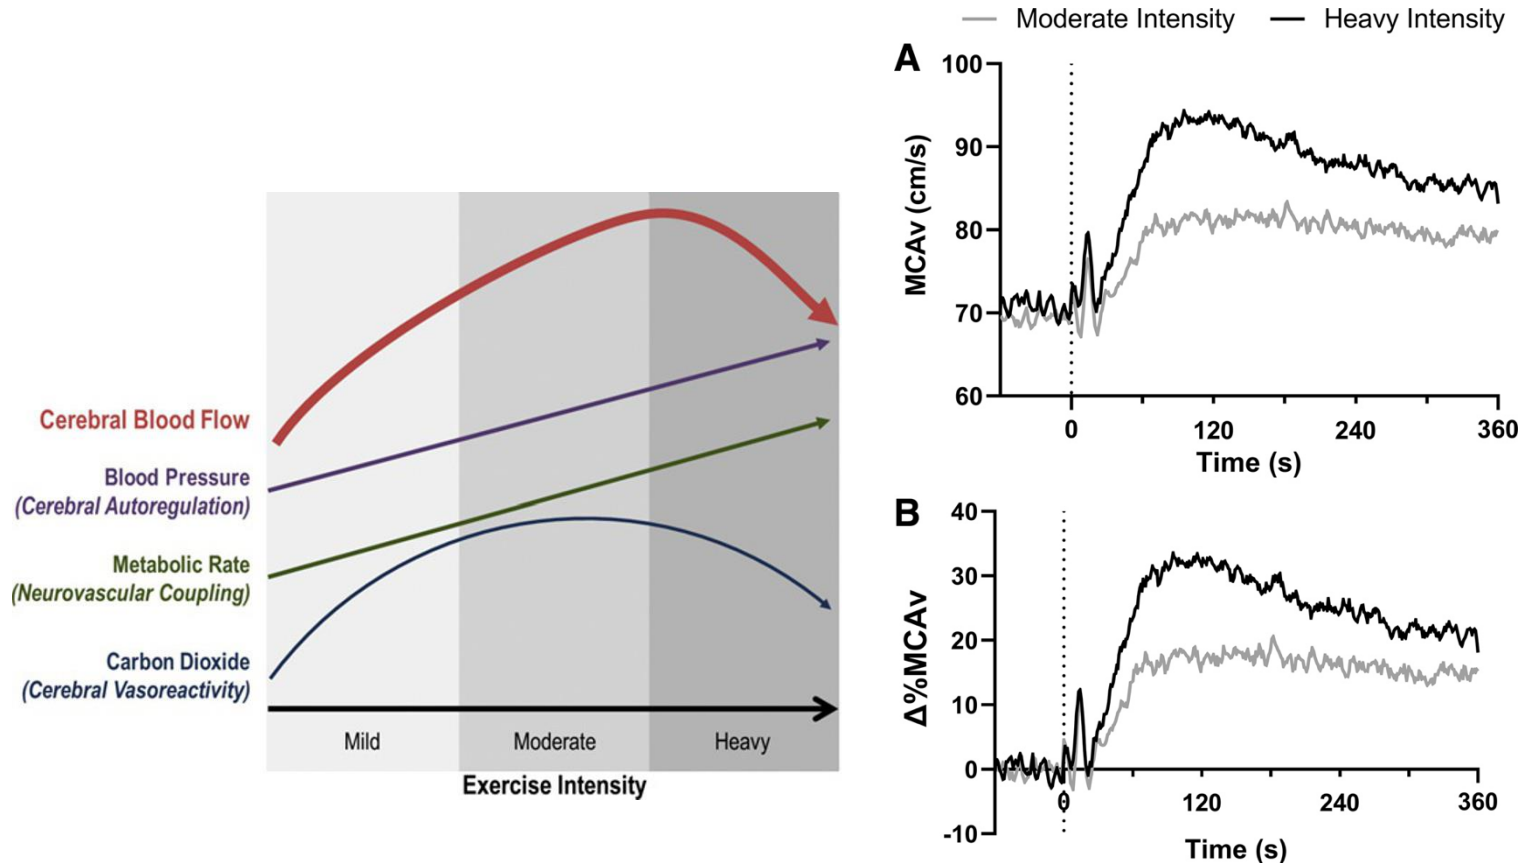 Cerebral Blood Flow
Blood Pressure
(Cerebral Autoregulation)
Metabolic Rate
(Neurovascular Coupling)
Carbon Dioxide
(Cerebral Vasoreactivity)
Mild Moderate Heavy
Exercise Intensity
Moderate Intensity Heavy Intensity
A
MCAv (cm/s)
100
90
80
70
60
0 120 240 360
Time (s)
B
Δ%MCAv
40
30
20
10
0
-10
0 120 240 360
Time (s)